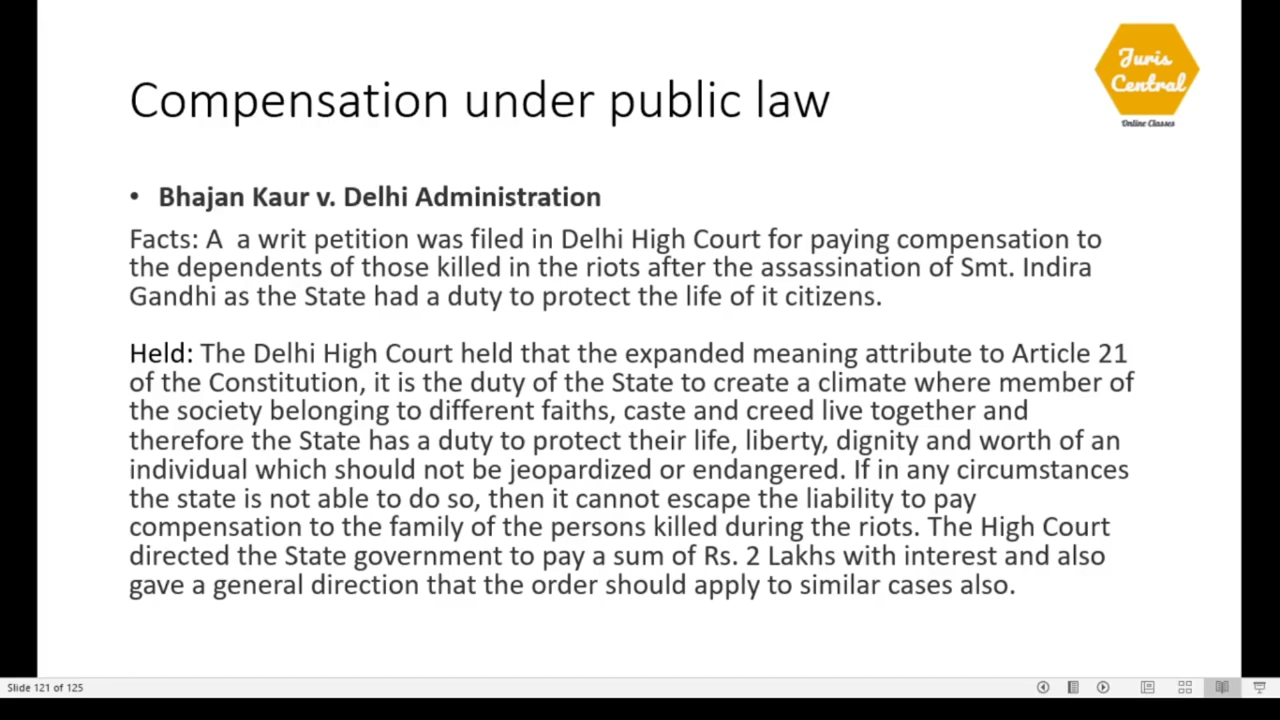 Juris
Central
Online Classes
Compensation under public law
• Bhajan Kaur v. Delhi Administration
Facts: A  a writ petition was filed in Delhi High Court for paying compensation to
the dependents of those killed in the riots after the assassination of Smt. Indira
Gandhi as the State had a duty to protect the life of it citizens.
Held: The Delhi High Court held that the expanded meaning attribute to Article 21
of the Constitution, it is the duty of the State to create a climate where member of
the society belonging to different faiths, caste and creed live together and
therefore the State has a duty to protect their life, liberty, dignity and worth of an
individual which should not be jeopardized or endangered. If in any circumstances
the state is not able to do so, then it cannot escape the liability to pay
compensation to the family of the persons killed during the riots. The High Court
directed the State government to pay a sum of Rs. 2 Lakhs with interest and also
gave a general direction that the order should apply to similar cases also.
Slide 121 of 125